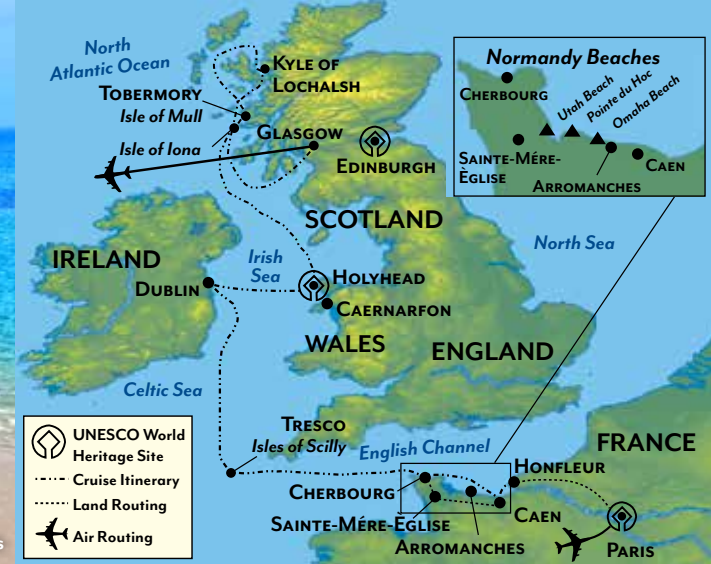 North
Atlantic Ocean
Kyle of
Lochalsh
Tobermory
Isle of Mull
Isle of Iona
Glasgow
Edinburgh
SCOTLAND
IRELAND
Irish
Sea
Dublin
Holyhead
Caernarfon
WALES
ENGLAND
North Sea
Celtic Sea
Tresco
Isles of Scilly
English Channel
FRANCE
Honfleur
Cherbourg
Sainte-Mére-Eglise
Arromanches
Caen
Paris
Normandy Beaches
Cherbourg
Utah Beach
Pointe du Hoc
Omaha Beach
Sainte-Mére-
Èglise
Arromanches
Caen
UNESCO World
Heritage Site
Cruise Itinerary
Land Routing
Air Routing
s